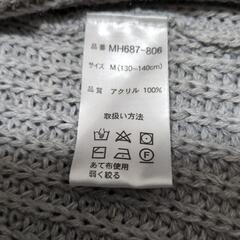 品番 MH687-806
サイズ M(130~140cm)
品質 アクリル 100%
取扱い方法
あて布使用
弱く絞る